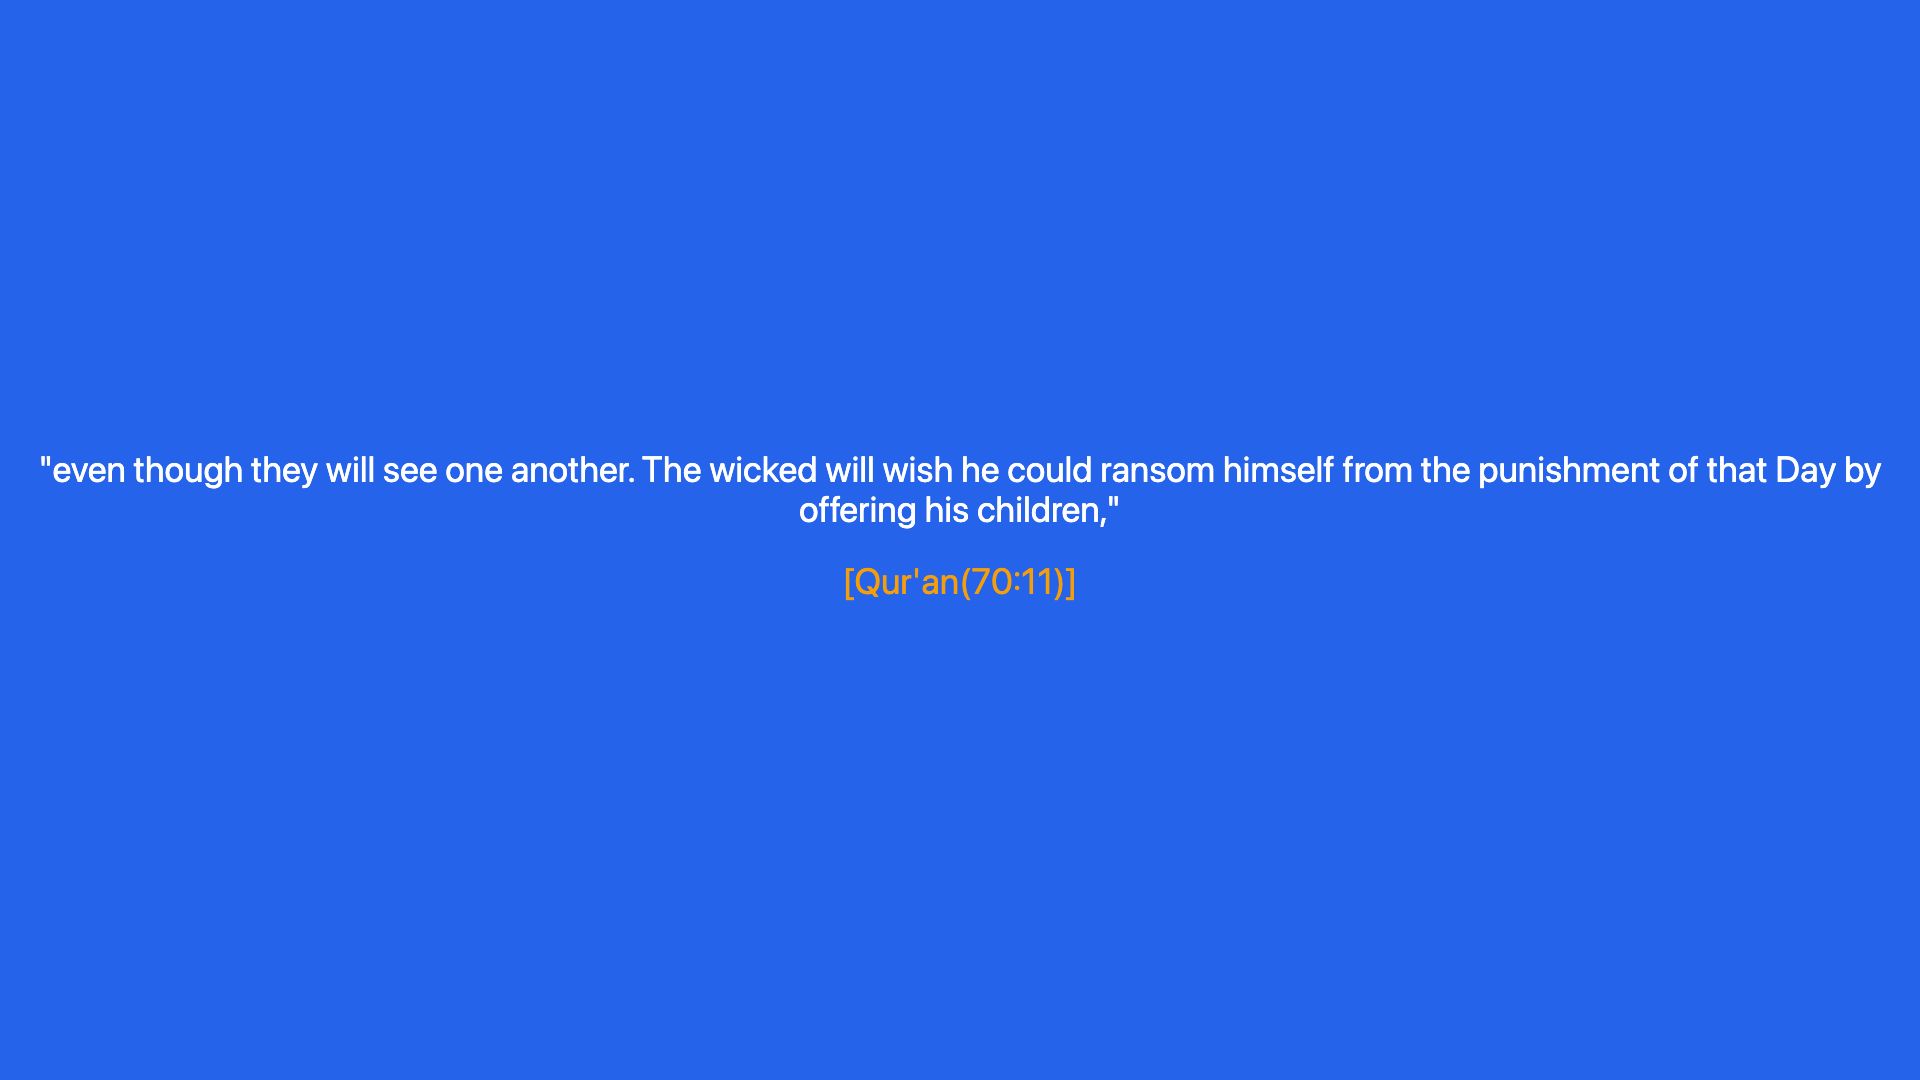 "even though they will see one another. The wicked will wish he could ransom himself from the punishment of that Day by
offering his children,"
[Qur'an(70:11)]